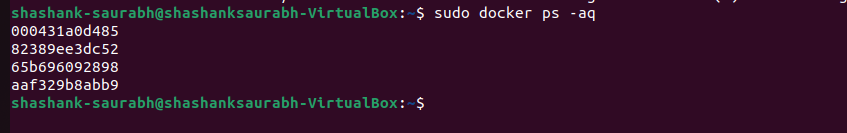 shashank-saurabh@shashanksaurabh-VirtualBox:~$ sudo docker ps -aq
000431a0d485
82389ee3dc52
65b696092898
aaf329b8abb9
shashank-saurabh@shashanksaurabh-VirtualBox:~$